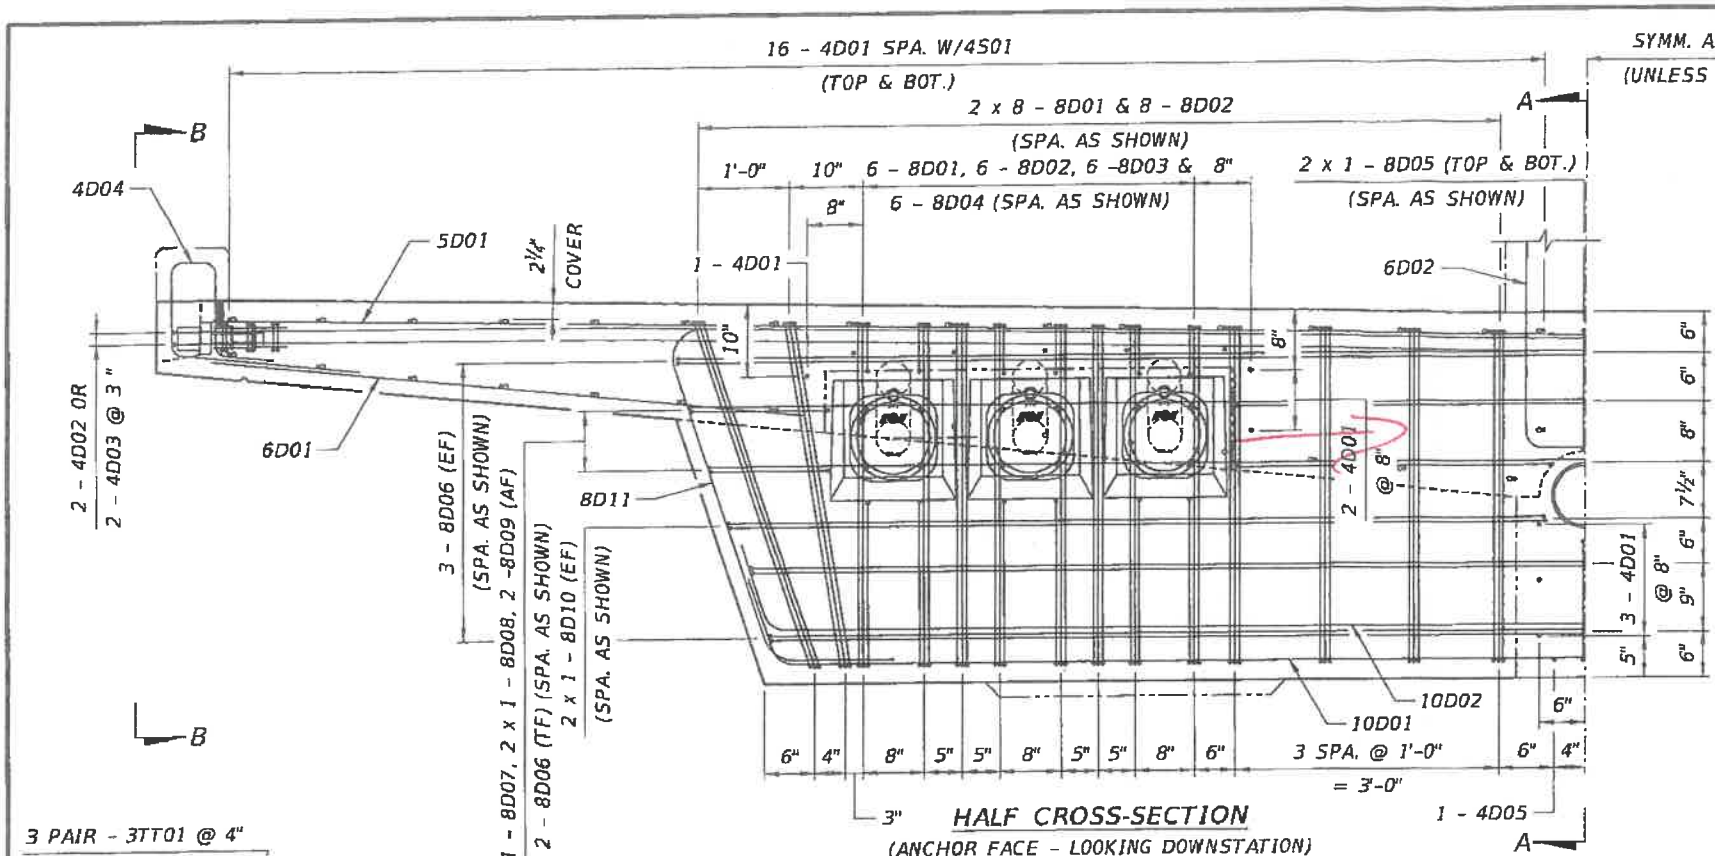 16 - 4D01 SPA. W/4S01
(TOP & BOT.)
SYMM. A
(UNLESS
2 x 8 - 8D01 & 8 - 8D02
(SPA. AS SHOWN)
A
B
1'-0"
10"
6 - 8D01, 6 - 8D02, 6 -8D03 &
6 - 8D04 (SPA. AS SHOWN)
8"
2 x 1 - 8D05 (TOP & BOT.)
(SPA. AS SHOWN)
8"
4D04
5D01
2¼"
COVER
1 - 4D01
6D02
10"
8"
6"
6"
8"
7½"
6"
9"
6"
2 - 4D02 OR
2 - 4D03 @ 3"
6D01
3 - 8D06 (EF)
(SPA. AS SHOWN)
1 - 8D07, 2 x 1 - 8D08, 2 -8D09 (AF)
2 - 8D06 (TF) (SPA. AS SHOWN)
2 x 1 - 8D10 (EF)
(SPA. AS SHOWN)
8D11
2 - 4D01
@ 8"
3 - 4D01
@ 8"
5"
10D02
10D01
6"
B
6"
4"
8"
5"
5"
8"
5"
5"
8"
6"
3 SPA. @ 1'-0"
= 3'-0"
6"
4"
3"
1 - 4D05
HALF CROSS-SECTION
(ANCHOR FACE - LOOKING DOWNSTATION)
A
3 PAIR - 3TT01 @ 4"